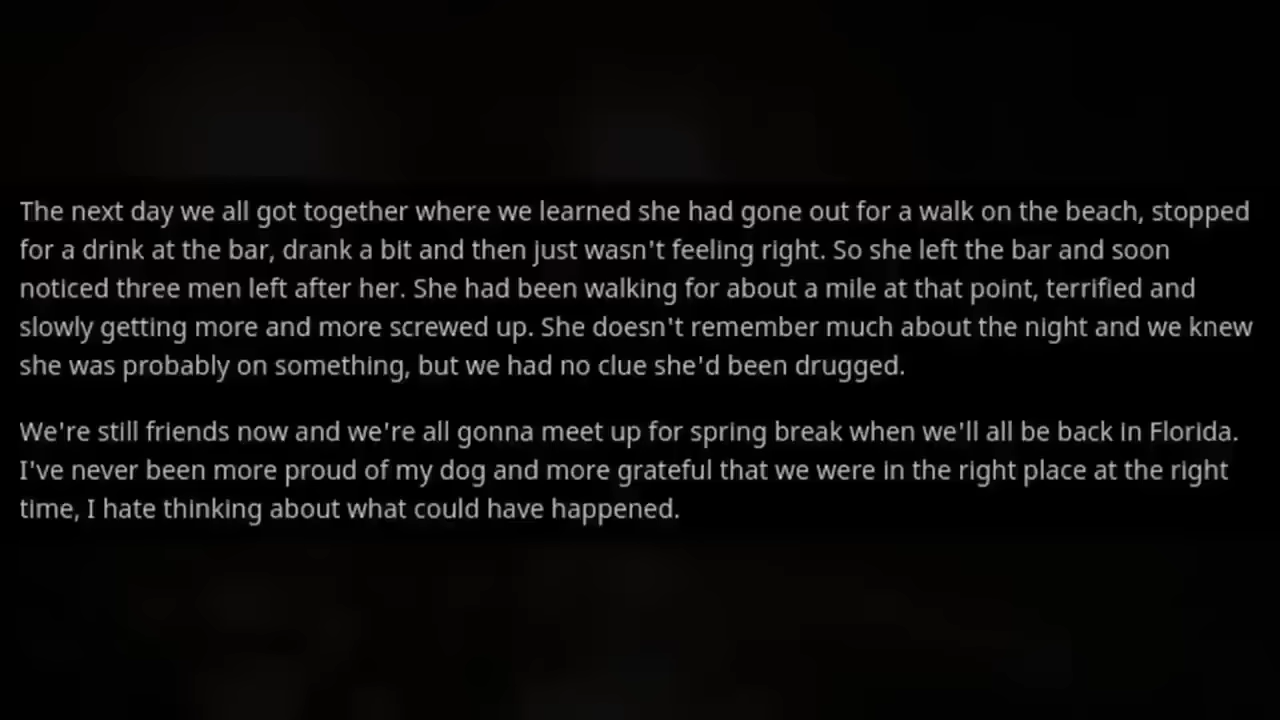 The next day we all got together where we learned she had gone out for a walk on the beach, stopped
for a drink at the bar, drank a bit and then just wasn't feeling right. So she left the bar and soon
noticed three men left after her. She had been walking for about a mile at that point, terrified and
slowly getting more and more screwed up. She doesn't remember much about the night and we knew
she was probably on something, but we had no clue she'd been drugged.
We're still friends now and we're all gonna meet up for spring break when we'll all be back in Florida.
I've never been more proud of my dog and more grateful that we were in the right place at the right
time, I hate thinking about what could have happened.